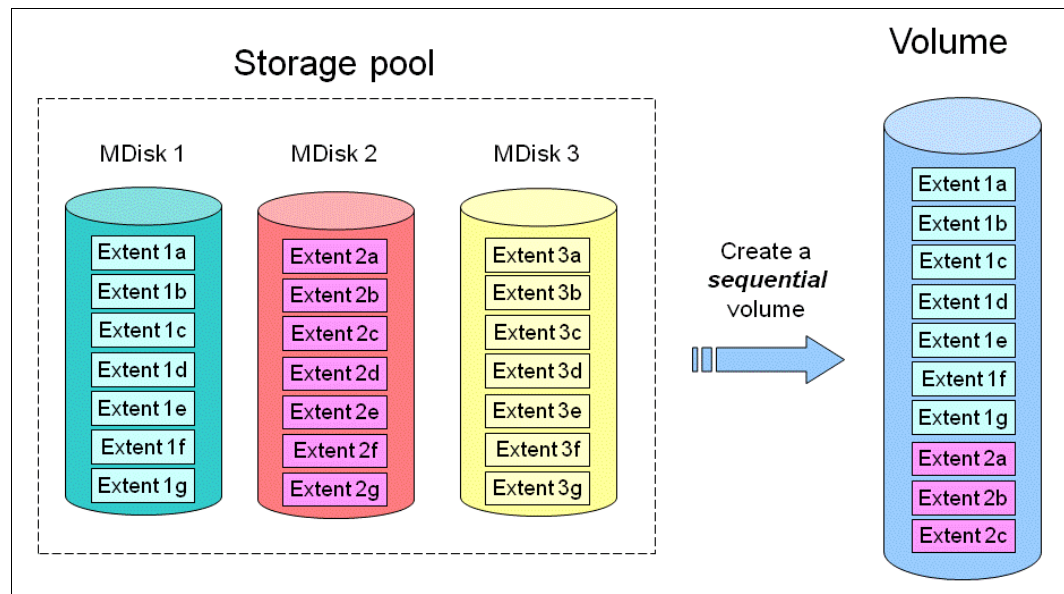 Storage pool
Volume
MDisk 1
MDisk 2
MDisk 3
Extent 1a
Extent 1b
Extent 1c
Extent 1d
Extent 1e
Extent 1f
Extent 1g
Extent 2a
Extent 2b
Extent 2c
Extent 2d
Extent 2e
Extent 2f
Extent 2g
Extent 3a
Extent 3b
Extent 3c
Extent 3d
Extent 3e
Extent 3f
Extent 3g
Create a
sequential
volume
Extent 1a
Extent 1b
Extent 1c
Extent 1d
Extent 1e
Extent 1f
Extent 1g
Extent 2a
Extent 2b
Extent 2c